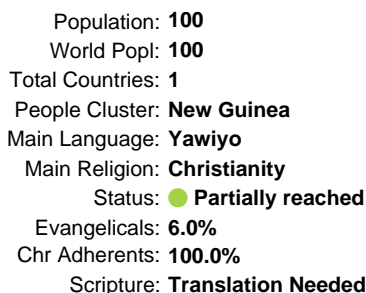 Population: 100
World Popl: 100
Total Countries: 1
People Cluster: New Guinea
Main Language: Yawiyo
Main Religion: Christianity
Status: Partially reached
Evangelicals: 6.0%
Chr Adherents: 100.0%
Scripture: Translation Needed